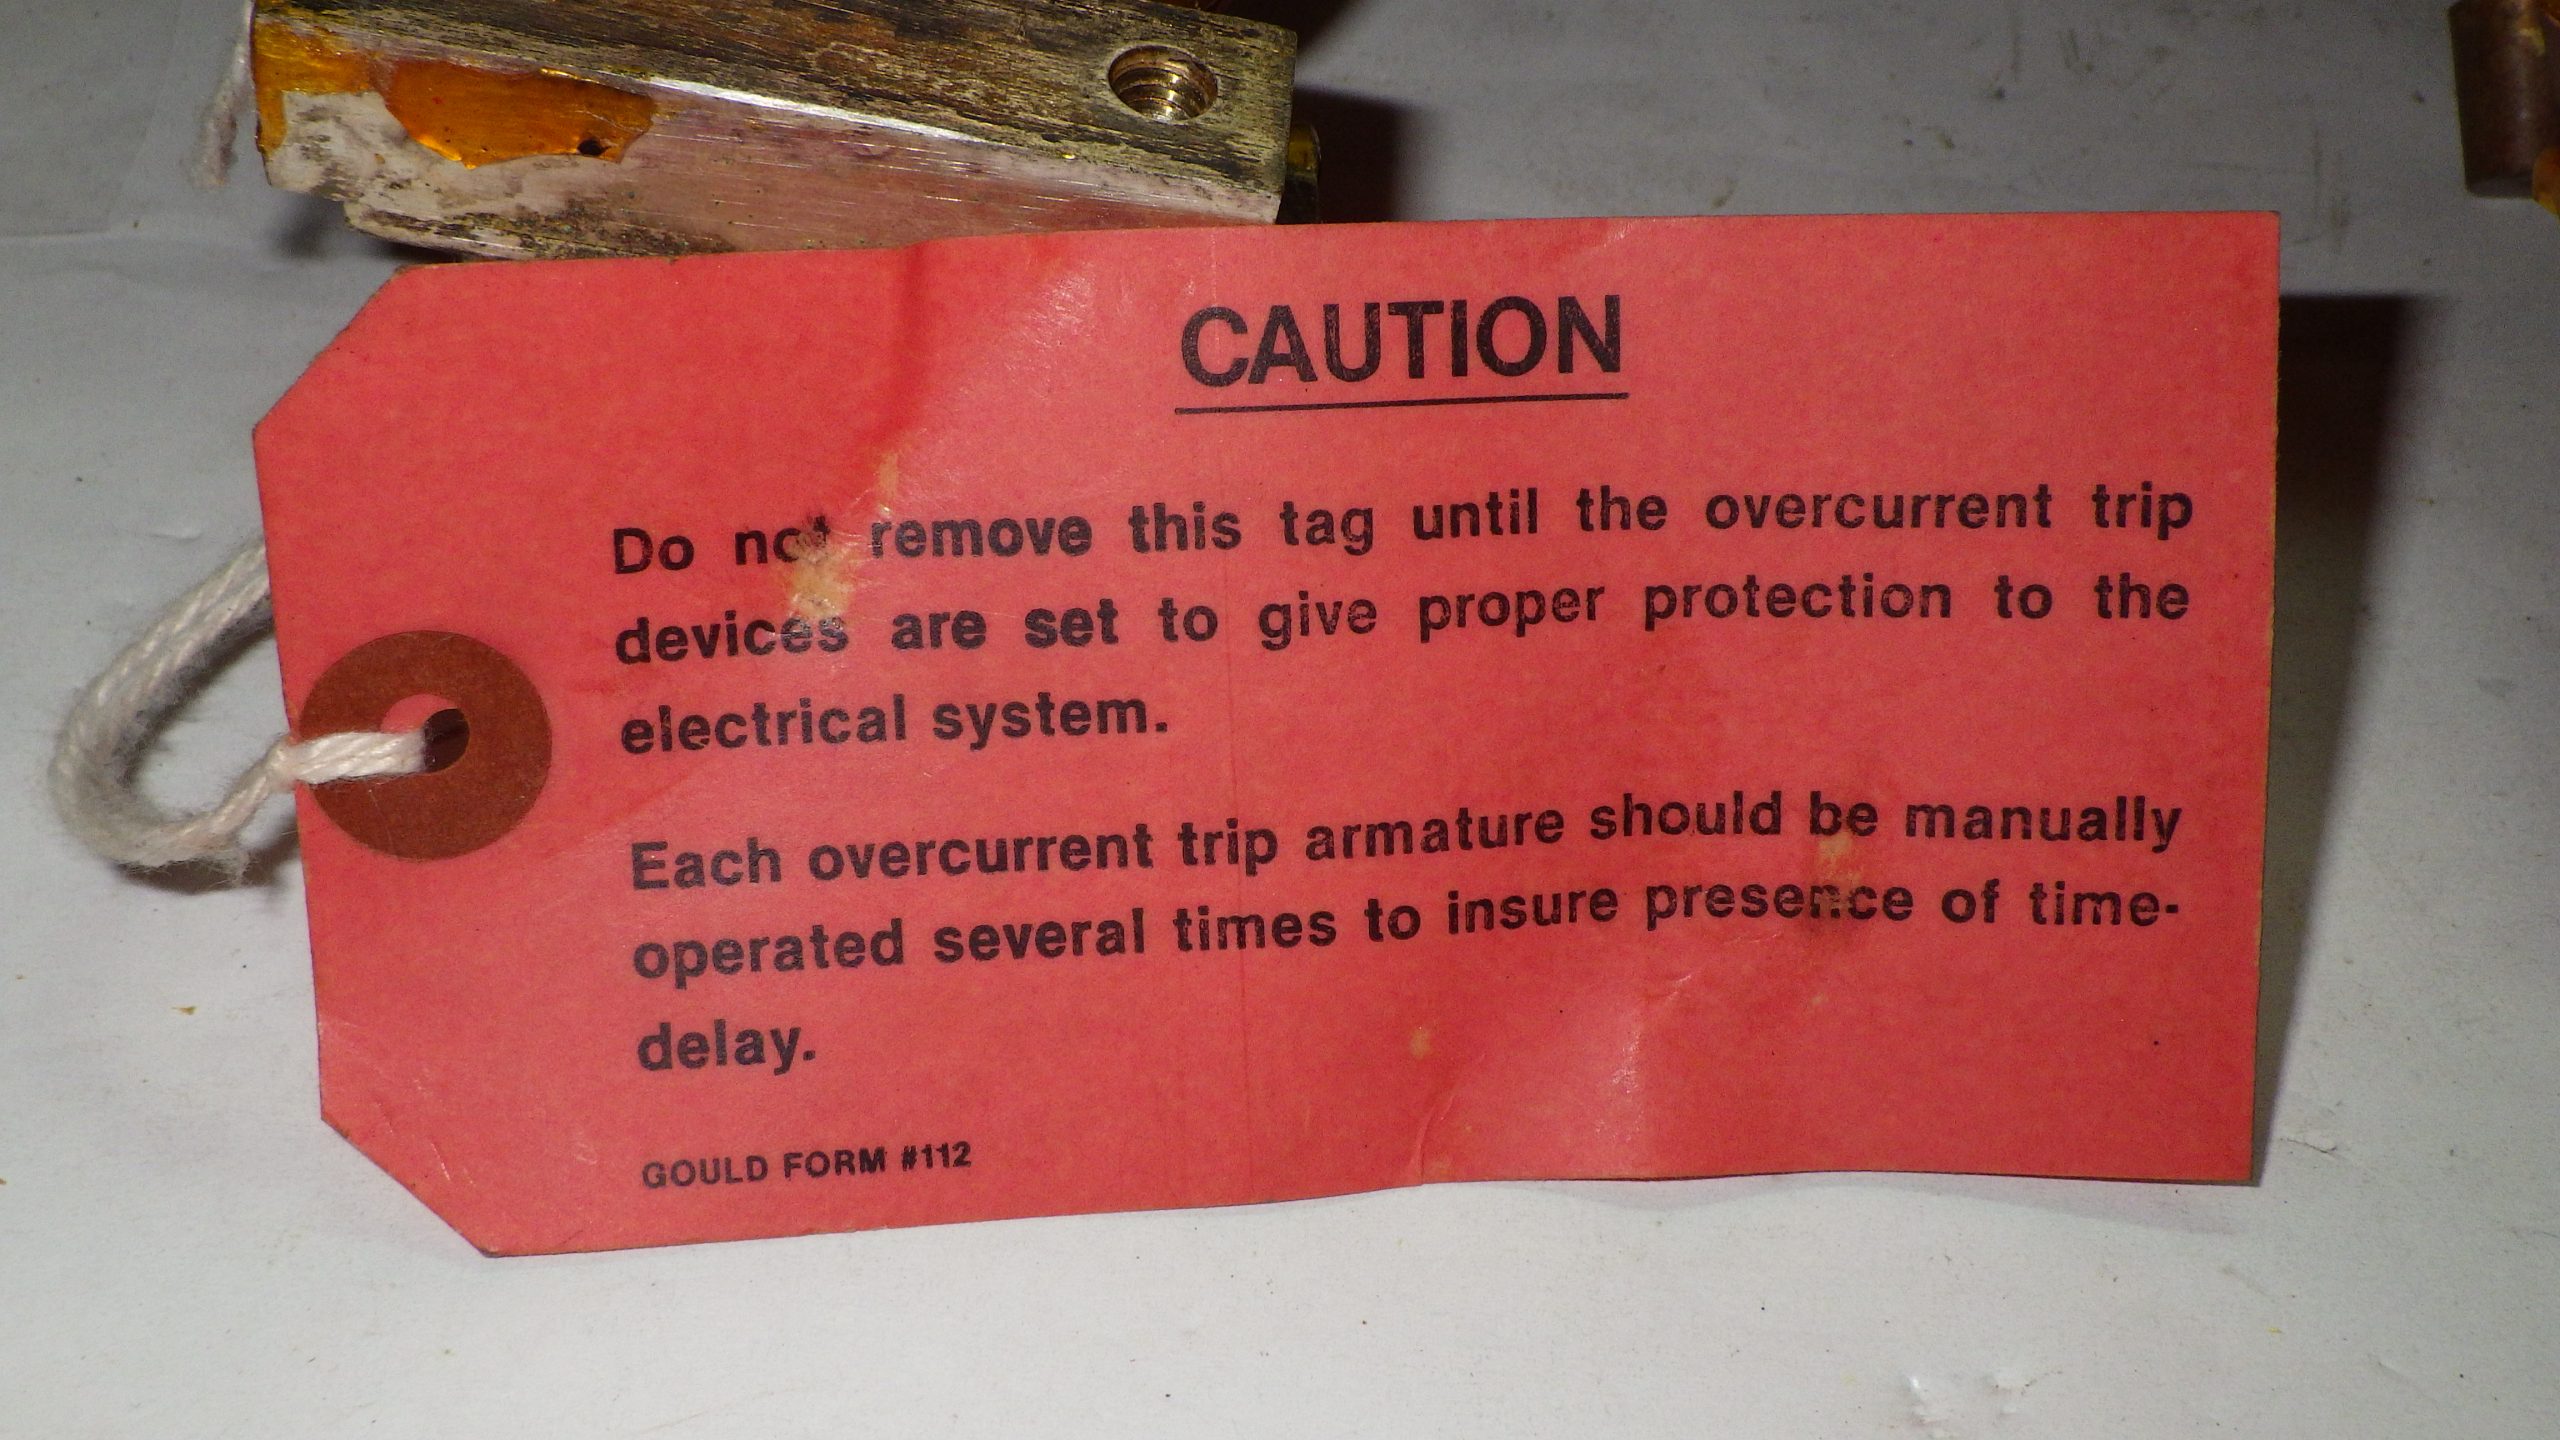 CAUTION
Do not remove this tag until the overcurrent trip
devices are set to give proper protection to the
electrical system.
Each overcurrent trip armature should be manually
operated several times to insure presence of time-
delay.
GOULD FORM #112